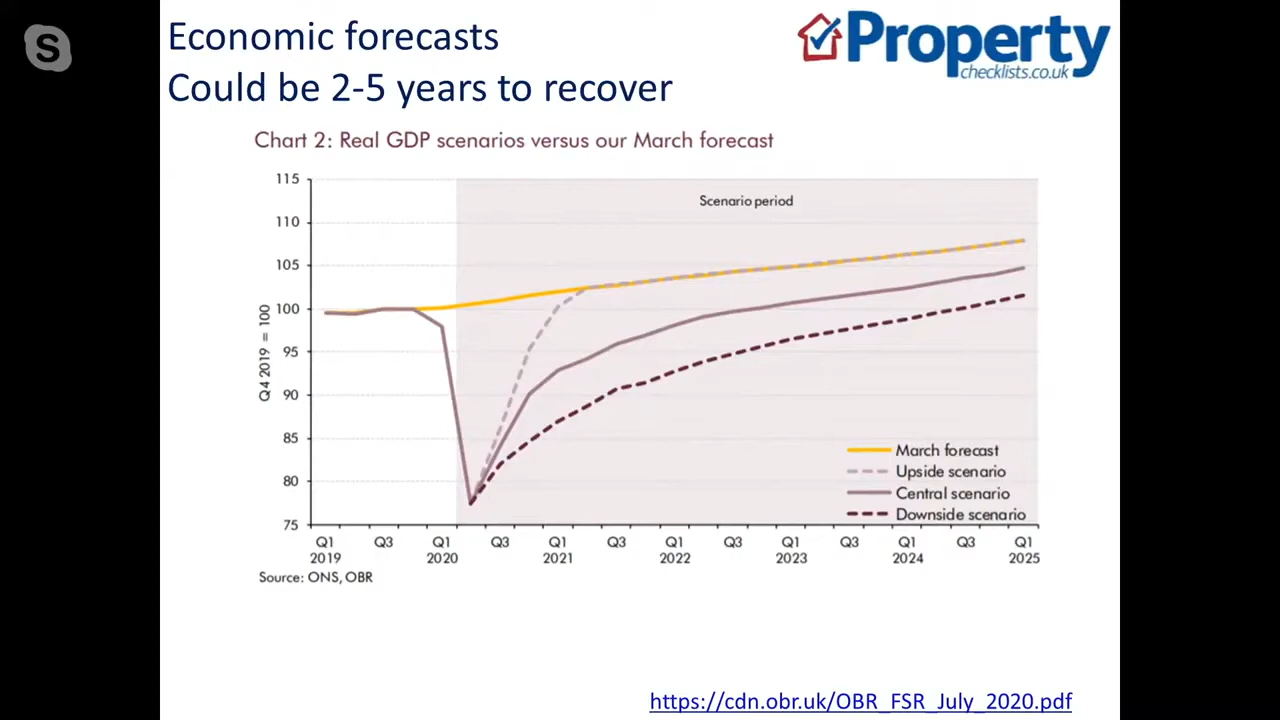 S
Economic forecasts
Could be 2-5 years to recover
Property
checklists.co.uk
Chart 2: Real GDP scenarios versus our March forecast
115
110
105
100
95
90
85
80
75
Q4 2019 = 100
Scenario period
March forecast
Upside scenario
Central scenario
Downside scenario
Q1 Q3 Q1 Q3 Q1 Q3 Q1 Q3 Q1 Q3 Q1 Q3 Q1
2019 2020 2021 2022 2023 2024 2025
Source: ONS, OBR
https://cdn.obr.uk/OBR_FSR_July_2020.pdf